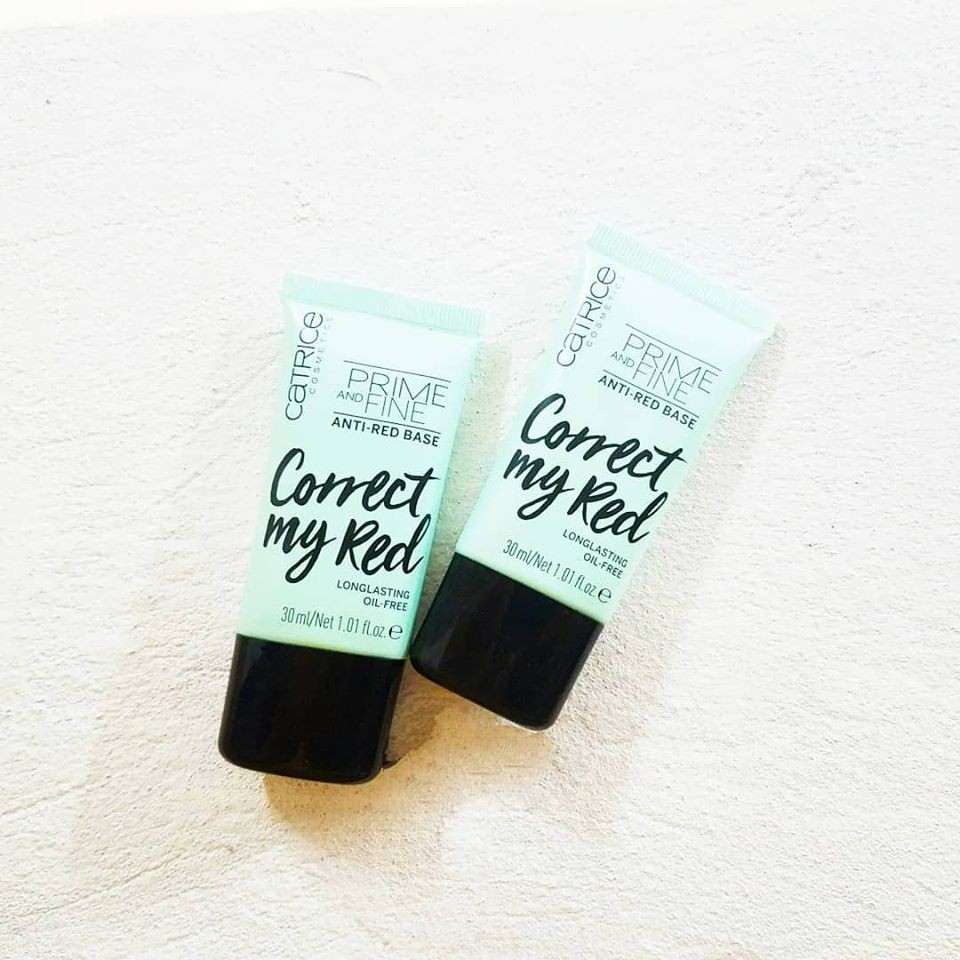 CATRICE
COSMETICS
PRIME
AND FINE
ANTI-RED BASE
Correct
my Red
LONGLASTING
OIL-FREE
30 ml/Net 1.01 fl.oz. ℮
CATRICE
COSMETICS
PRIME
AND FINE
ANTI-RED BASE
Correct
my Red
LONGLASTING
OIL-FREE
30 ml/Net 1.01 fl.oz. ℮